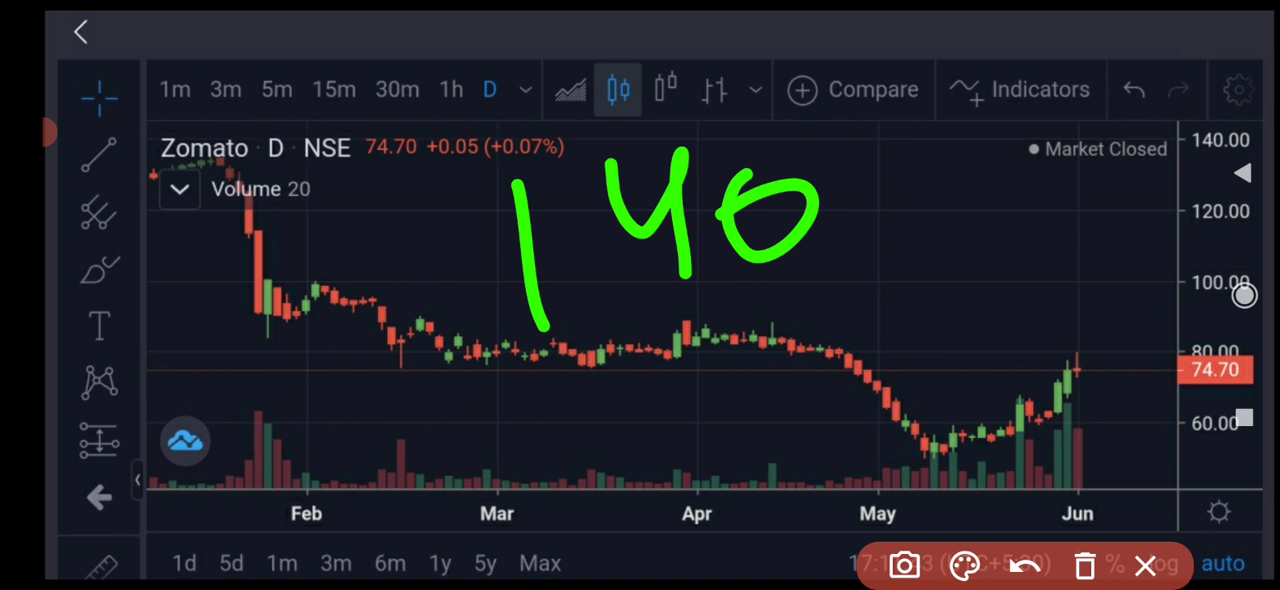 1m 3m 5m 15m 30m 1h D Compare Indicators
Zomato · D · NSE 74.70 +0.05 (+0.07%)
Market Closed
Volume 20
140
140.00
120.00
100.00
80.00
74.70
60.00
Feb Mar Apr May Jun
1d 5d 1m 3m 6m 1y 5y Max
% log auto